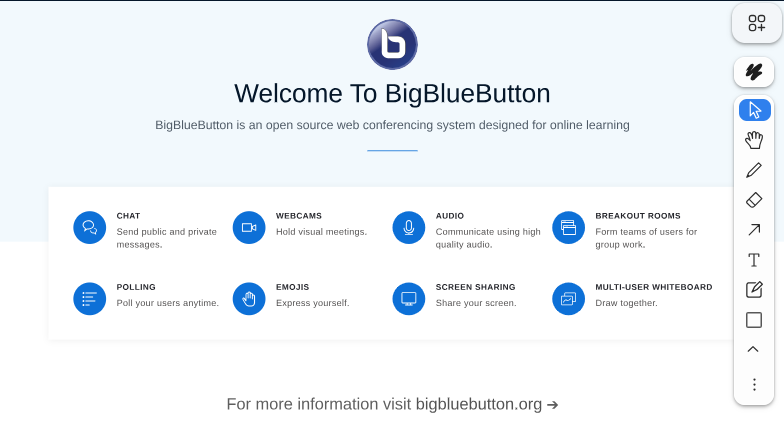 Welcome To BigBlueButton
BigBlueButton is an open source web conferencing system designed for online learning
CHAT
Send public and private
messages.
WEBCAMS
Hold visual meetings.
AUDIO
Communicate using high
quality audio.
BREAKOUT ROOMS
Form teams of users for
group work.
POLLING
Poll your users anytime.
EMOJIS
Express yourself.
SCREEN SHARING
Share your screen.
MULTI-USER WHITEBOARD
Draw together.
For more information visit bigbluebutton.org ➔